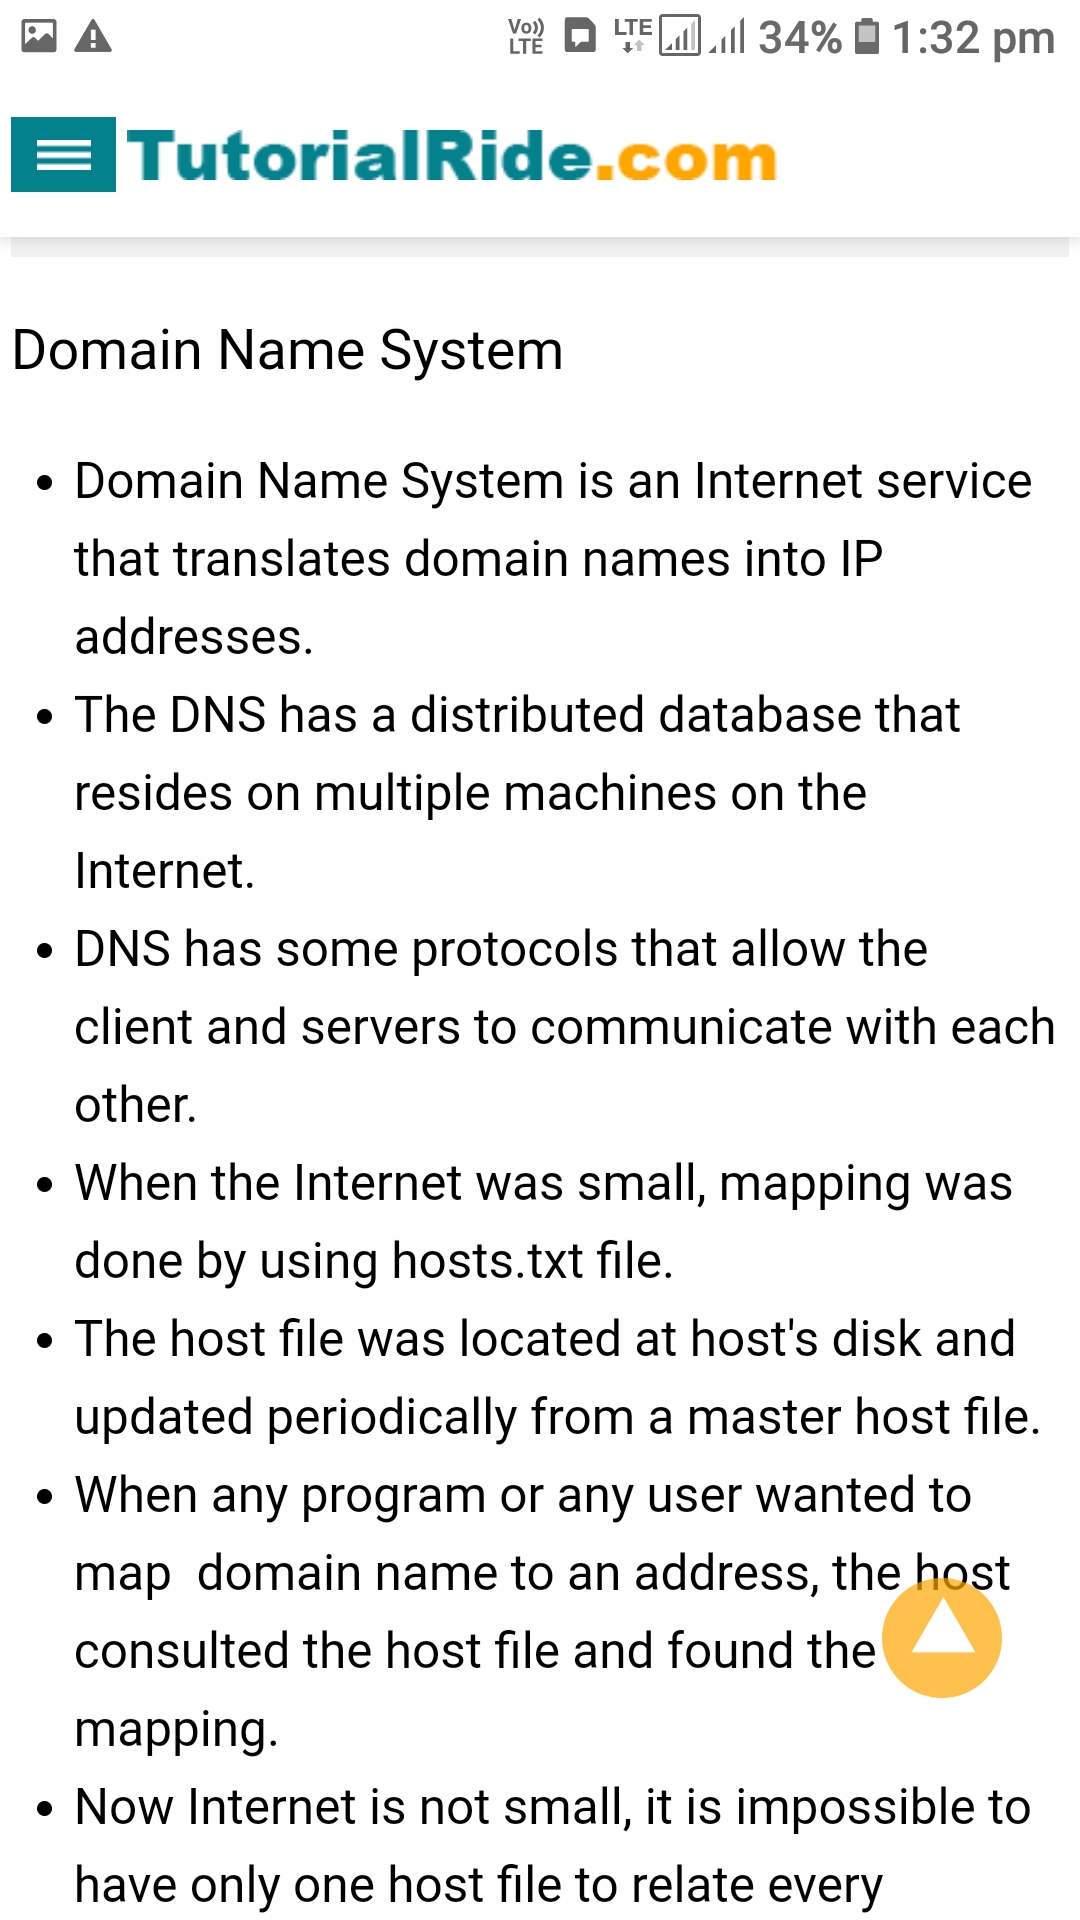 Vo)) LTE LTE 34% 1:32 pm
TutorialRide.com
Domain Name System
• Domain Name System is an Internet service
that translates domain names into IP
addresses.
• The DNS has a distributed database that
resides on multiple machines on the
Internet.
• DNS has some protocols that allow the
client and servers to communicate with each
other.
• When the Internet was small, mapping was
done by using hosts.txt file.
• The host file was located at host's disk and
updated periodically from a master host file.
• When any program or any user wanted to
map  domain name to an address, the host
consulted the host file and found the
mapping.
• Now Internet is not small, it is impossible to
have only one host file to relate every